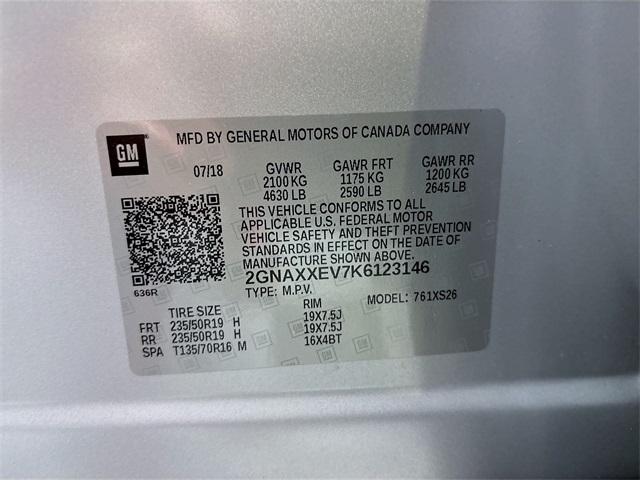 GM
MFD BY GENERAL MOTORS OF CANADA COMPANY
07/18 GVWR GAWR FRT GAWR RR
2100 KG 1175 KG 1200 KG
4630 LB 2590 LB 2645 LB
THIS VEHICLE CONFORMS TO ALL
APPLICABLE U.S. FEDERAL MOTOR
VEHICLE SAFETY AND THEFT PREVENTION
STANDARDS IN EFFECT ON THE DATE OF
MANUFACTURE SHOWN ABOVE.
2GNAXXEV7K6123146
636R
TYPE: M.P.V. MODEL: 761XS26
TIRE SIZE RIM
FRT 235/50R19 H 19X7.5J
RR 235/50R19 H 19X7.5J
SPA T135/70R16 M 16X4BT